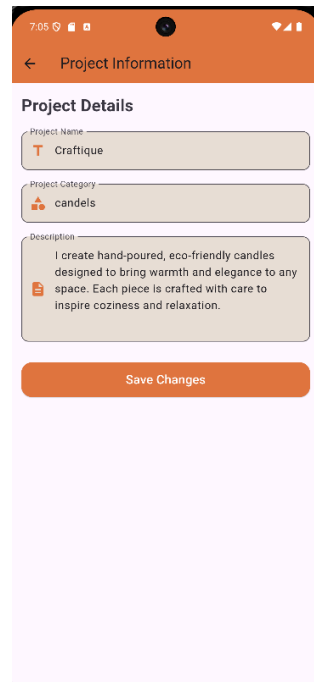 7:05
Project Information
Project Details
Project Name
Craftique
Project Category
candels
Description
I create hand-poured, eco-friendly candles
designed to bring warmth and elegance to any
space. Each piece is crafted with care to
inspire coziness and relaxation.
Save Changes